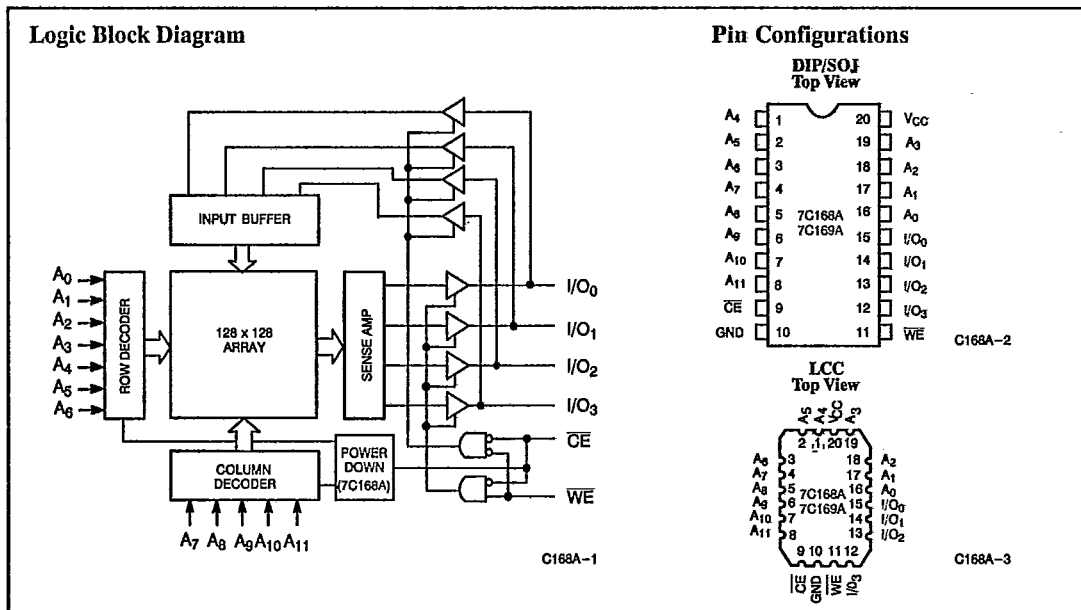 Logic Block Diagram
INPUT BUFFER
A0
A1
A2
A3
A4
A5
A6
ROW DECODER
128 x 128
ARRAY
SENSE AMP
I/O0
I/O1
I/O2
I/O3
CE
WE
COLUMN
DECODER
POWER
DOWN
(7C168A)
A7 A8 A9 A10 A11
C168A-1
Pin Configurations
DIP/SOJ
Top View
A4 1 20 VCC
A5 2 19 A3
A6 3 18 A2
A7 4 17 A1
A8 5 16 A0
A9 6 15 I/O0
A10 7 14 I/O1
A11 8 13 I/O2
CE 9 12 I/O3
GND 10 11 WE
7C168A
7C169A
C168A-2
LCC
Top View
A5 A4 VCC A3
2 1 20 19
A6 3 18 A2
A7 4 17 A1
A8 5 16 A0
A9 6 15 I/O0
A10 7 14 I/O1
A11 8 13 I/O2
7C168A
7C169A
9 10 11 12
CE GND WE I/O3
C168A-3